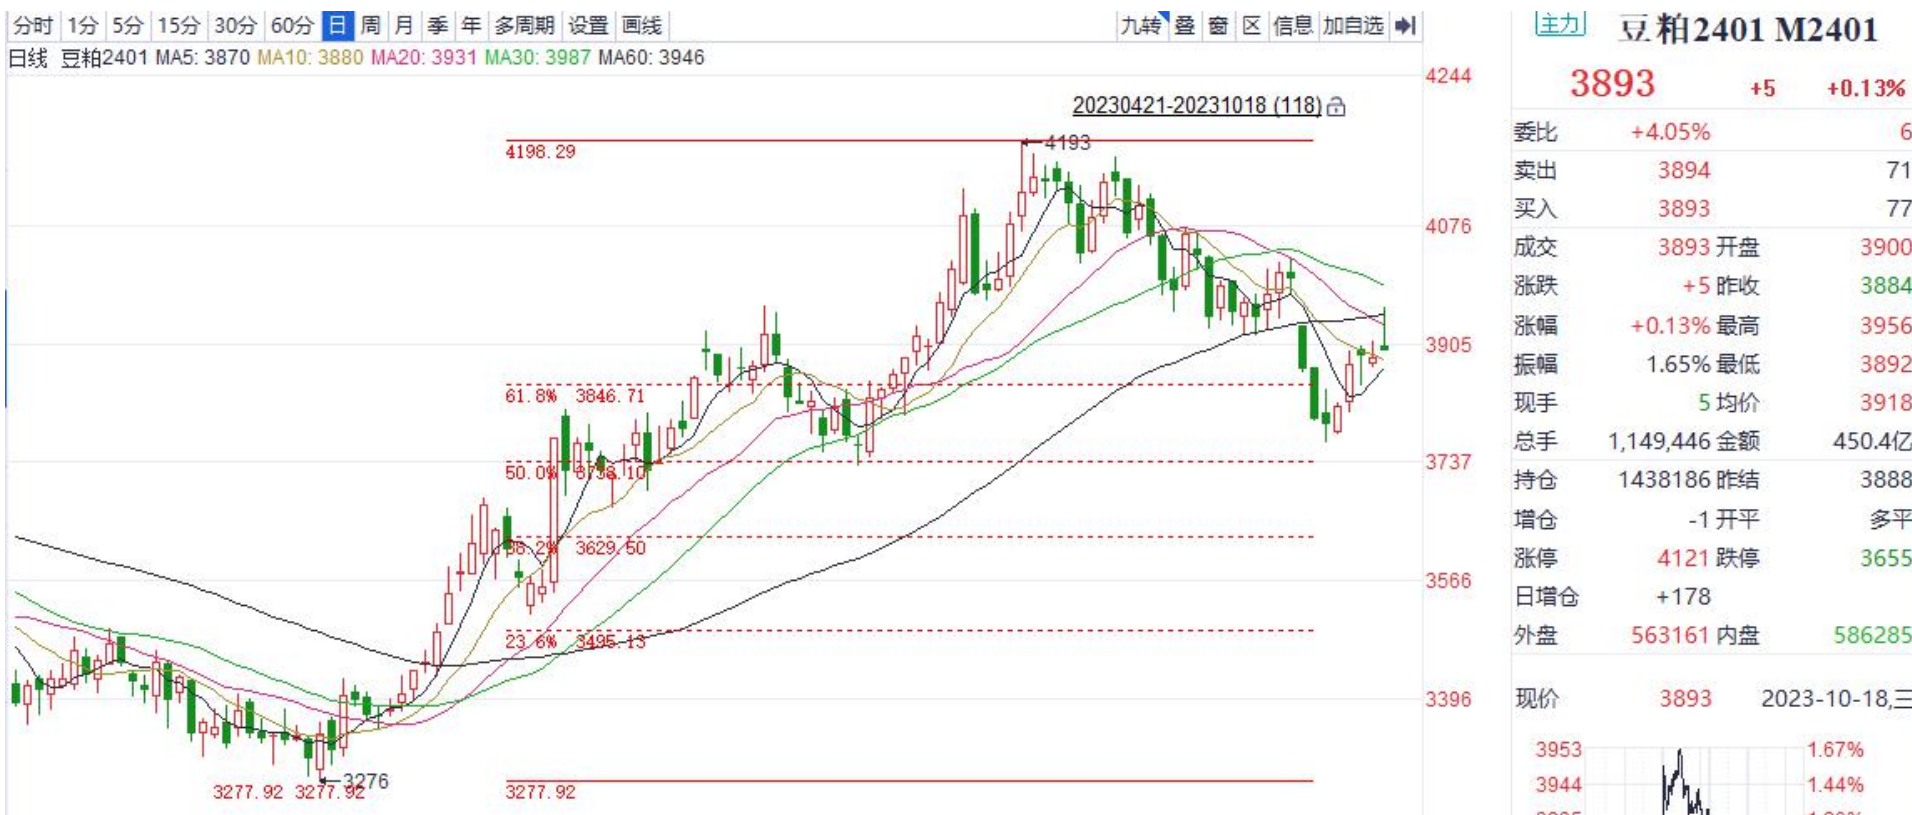 分时 1分 5分 15分 30分 60分 日 周 月 季 年 多周期 设置 画线 九转 叠 窗 区 信息 加自选
日线 豆粕2401 MA5: 3870 MA10: 3880 MA20: 3931 MA30: 3987 MA60: 3946
4244
20230421-20231018 (118)
4193
4198.29
4076
3905
61.8% 3846.71
3737
50.0% 3738.10
38.2% 3629.50
3566
23.6% 3495.13
3396
3276
3277.92 3277.92
3277.92
主力 豆粕2401 M2401
3893 +5 +0.13%
委比 +4.05% 6
卖出 3894 71
买入 3893 77
成交 3893 开盘 3900
涨跌 +5 昨收 3884
涨幅 +0.13% 最高 3956
振幅 1.65% 最低 3892
现手 5 均价 3918
总手 1,149,446 金额 450.4亿
持仓 1438186 昨结 3888
增仓 -1 开平 多平
涨停 4121 跌停 3655
日增仓 +178
外盘 563161 内盘 586285
现价 3893 2023-10-18,三
3953 1.67%
3944 1.44%